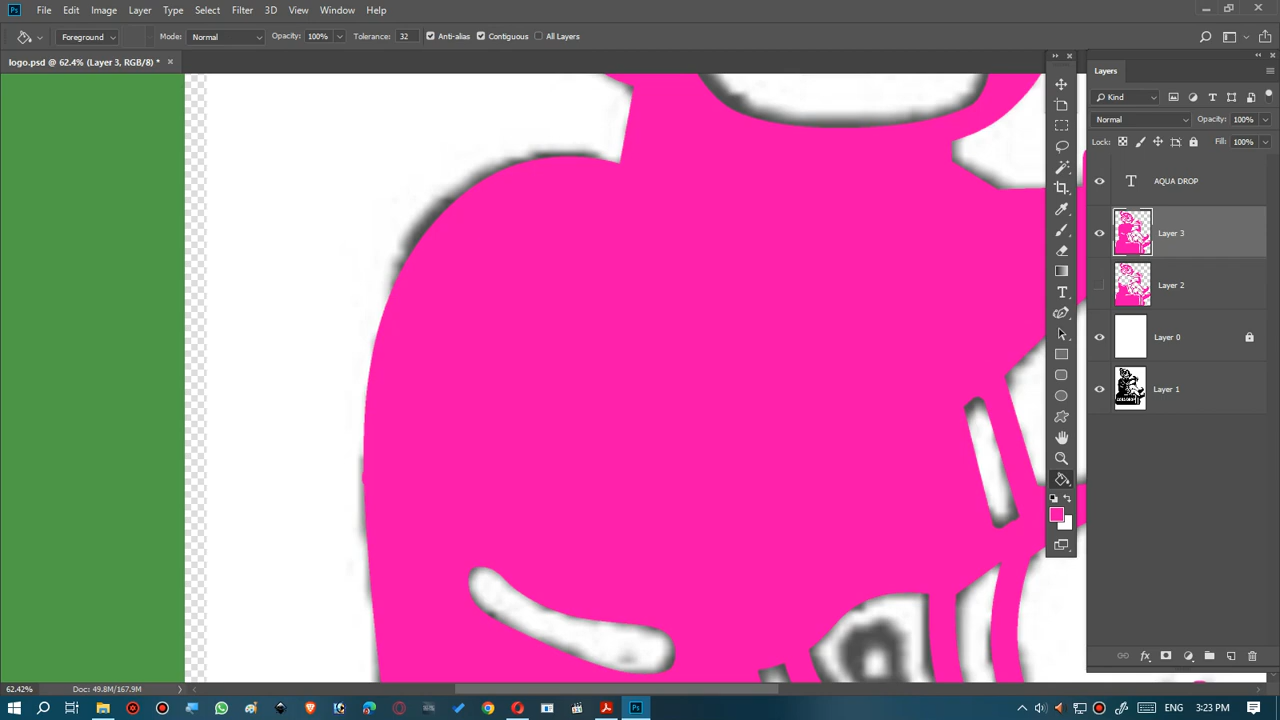 Ps File Edit Image Layer Type Select Filter 3D View Window Help
Foreground Mode: Normal Opacity: 100% Tolerance: 32 Anti-alias Contiguous All Layers
logo.psd @ 62.4% (Layer 3, RGB/8) *
Layers
Kind
Normal Opacity: 100%
Lock: Fill: 100%
T AQUA DROP
Layer 3
Layer 2
Layer 0
Layer 1
fx
62.42% Doc: 49.8M/167.9M
Ps ENG 3:23 PM